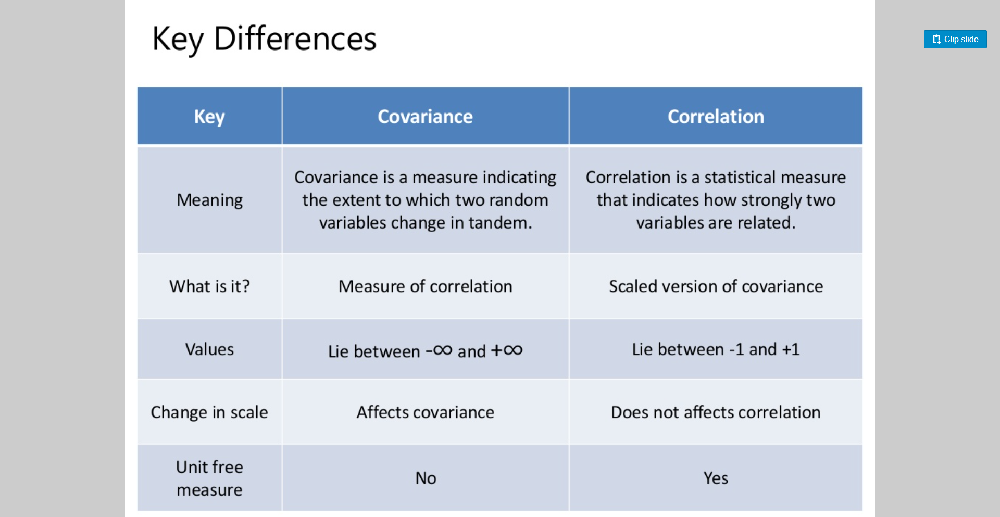 Key Differences
Clip slide
Key Covariance Correlation
Meaning
Covariance is a measure indicating
the extent to which two random
variables change in tandem.
Correlation is a statistical measure
that indicates how strongly two
variables are related.
What is it? Measure of correlation Scaled version of covariance
Values Lie between -∞ and +∞ Lie between -1 and +1
Change in scale Affects covariance Does not affects correlation
Unit free
measure
No Yes